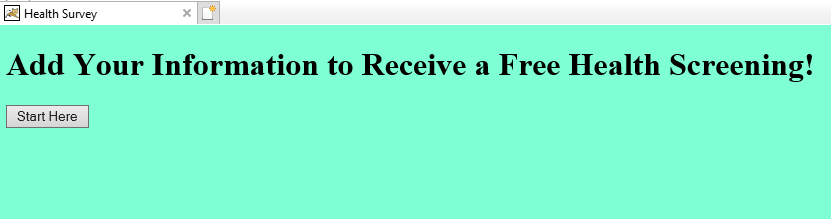 Health Survey
Add Your Information to Receive a Free Health Screening!
Start Here